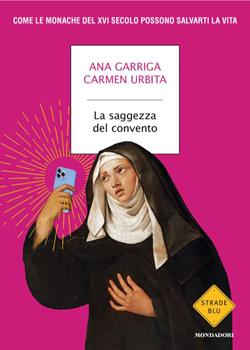 COME LE MONACHE DEL XVI SECOLO POSSONO SALVARTI LA VITA
ANA GARRIGA
CARMEN URBITA
La saggezza
del convento
STRADE
BLU
MONDADORI